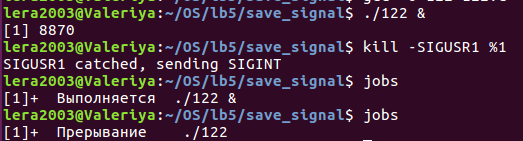 lera2003@Valeriya:~/OS/lb5/save_signal$ ./122 &
[1] 8870
lera2003@Valeriya:~/OS/lb5/save_signal$ kill -SIGUSR1 %1
SIGUSR1 catched, sending SIGINT
lera2003@Valeriya:~/OS/lb5/save_signal$ jobs
[1]+  Выполняется  ./122 &
lera2003@Valeriya:~/OS/lb5/save_signal$ jobs
[1]+  Прерывание    ./122